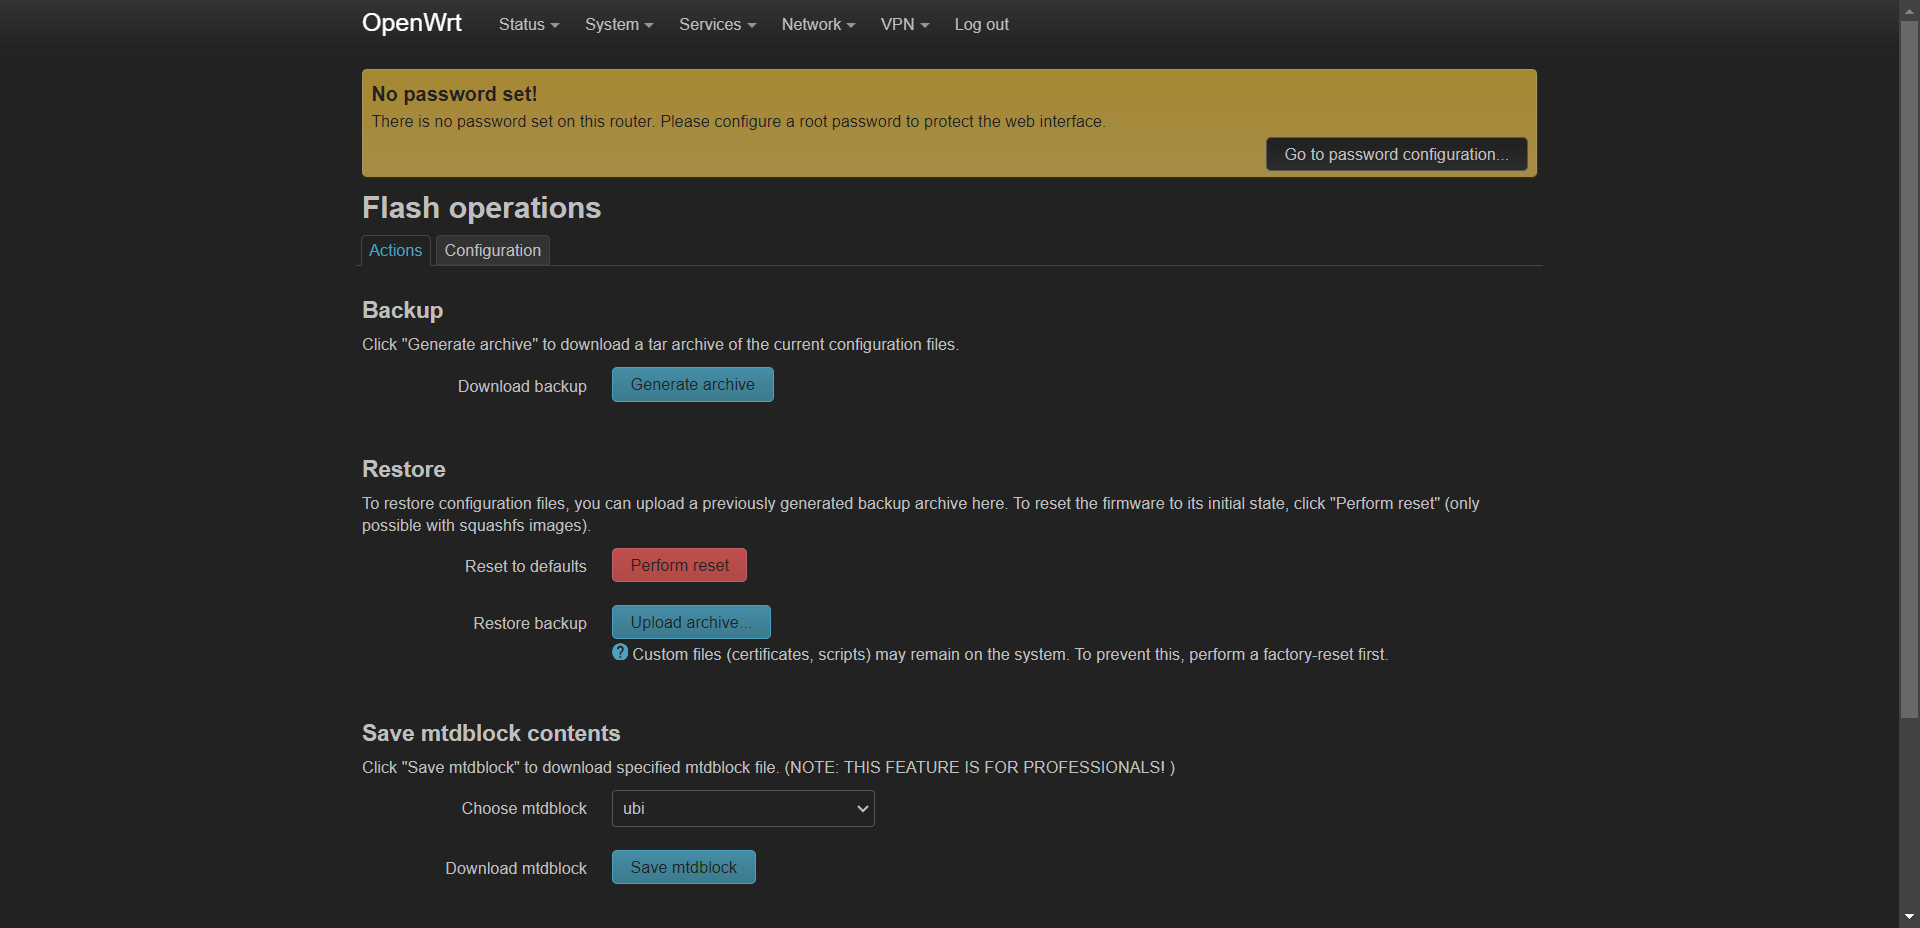 OpenWrt Status System Services Network VPN Log out
No password set!
There is no password set on this router. Please configure a root password to protect the web interface.
Go to password configuration...
Flash operations
Actions Configuration
Backup
Click "Generate archive" to download a tar archive of the current configuration files.
Download backup Generate archive
Restore
To restore configuration files, you can upload a previously generated backup archive here. To reset the firmware to its initial state, click "Perform reset" (only
possible with squashfs images).
Reset to defaults Perform reset
Restore backup Upload archive...
? Custom files (certificates, scripts) may remain on the system. To prevent this, perform a factory-reset first.
Save mtdblock contents
Click "Save mtdblock" to download specified mtdblock file. (NOTE: THIS FEATURE IS FOR PROFESSIONALS! )
Choose mtdblock ubi
Download mtdblock Save mtdblock